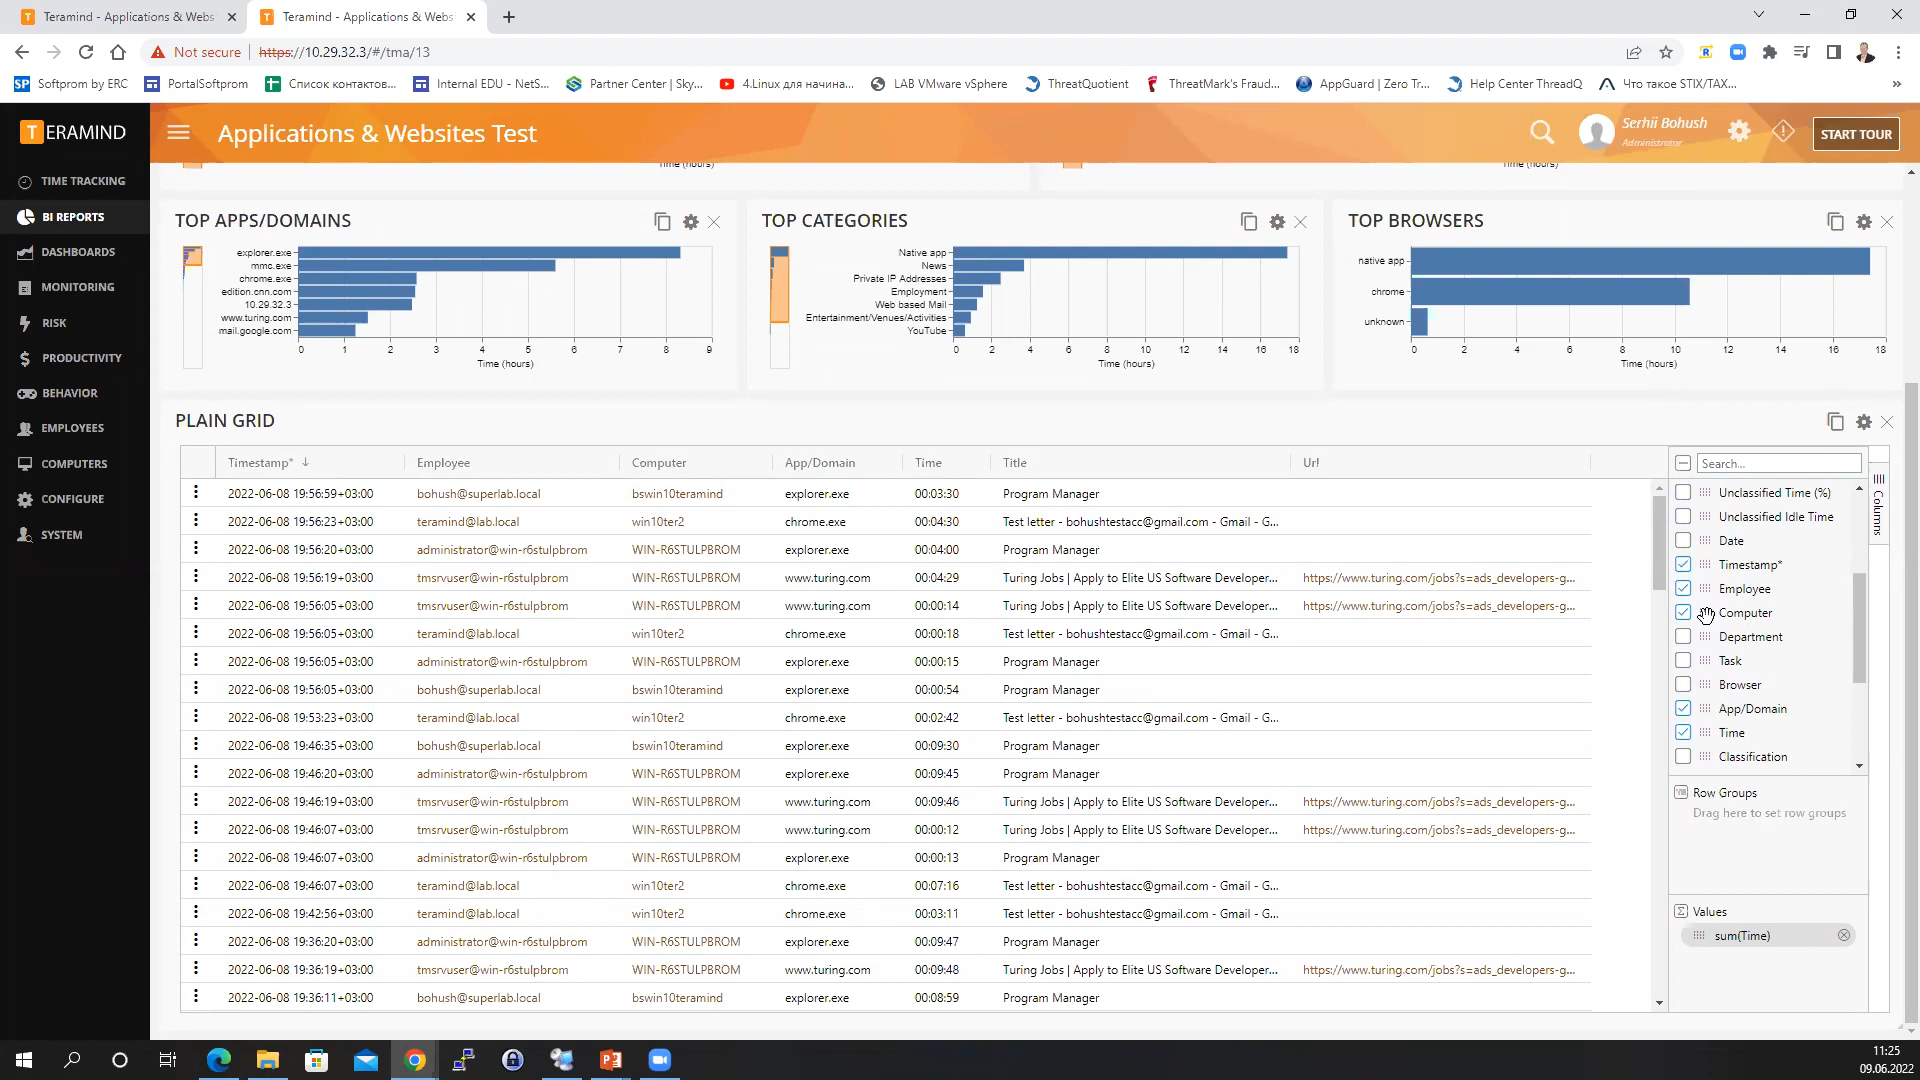 Teramind - Applications & Webs
Teramind - Applications & Webs
Not secure
https://10.29.32.3/#/tma/13
Softprom by ERC
PortalSoftprom
Список контактов...
Internal EDU - NetS...
Partner Center | Sky...
4.Linux для начина...
LAB VMware vSphere
ThreatQuotient
ThreatMark's Fraud...
AppGuard | Zero Tr...
Help Center ThreadQ
Что такое STIX/TAX...
TERAMIND
Applications & Websites Test
Serhii Bohush
Administrator
START TOUR
TIME TRACKING
BI REPORTS
DASHBOARDS
MONITORING
RISK
PRODUCTIVITY
BEHAVIOR
EMPLOYEES
COMPUTERS
CONFIGURE
SYSTEM
Time (hours)
Time (hours)
TOP APPS/DOMAINS
explorer.exe
mmc.exe
chrome.exe
edition.cnn.com
10.29.32.3
www.turing.com
mail.google.com
0 1 2 3 4 5 6 7 8 9
Time (hours)
TOP CATEGORIES
Native app
News
Private IP Addresses
Employment
Web based Mail
Entertainment/Venues/Activities
YouTube
0 2 4 6 8 10 12 14 16 18
Time (hours)
TOP BROWSERS
native app
chrome
unknown
0 2 4 6 8 10 12 14 16 18
Time (hours)
PLAIN GRID
Timestamp* Employee Computer App/Domain Time Title Url
2022-06-08 19:56:59+03:00 bohush@superlab.local bswin10teramind explorer.exe 00:03:30 Program Manager
2022-06-08 19:56:23+03:00 teramind@lab.local win10ter2 chrome.exe 00:04:30 Test letter - bohushtestacc@gmail.com - Gmail - G...
2022-06-08 19:56:20+03:00 administrator@win-r6stulpbrom WIN-R6STULPBROM explorer.exe 00:04:00 Program Manager
2022-06-08 19:56:19+03:00 tmsrvuser@win-r6stulpbrom WIN-R6STULPBROM www.turing.com 00:04:29 Turing Jobs | Apply to Elite US Software Developer... https://www.turing.com/jobs?s=ads_developers-g...
2022-06-08 19:56:05+03:00 tmsrvuser@win-r6stulpbrom WIN-R6STULPBROM www.turing.com 00:00:14 Turing Jobs | Apply to Elite US Software Developer... https://www.turing.com/jobs?s=ads_developers-g...
2022-06-08 19:56:05+03:00 teramind@lab.local win10ter2 chrome.exe 00:00:18 Test letter - bohushtestacc@gmail.com - Gmail - G...
2022-06-08 19:56:05+03:00 administrator@win-r6stulpbrom WIN-R6STULPBROM explorer.exe 00:00:15 Program Manager
2022-06-08 19:56:05+03:00 bohush@superlab.local bswin10teramind explorer.exe 00:00:54 Program Manager
2022-06-08 19:53:23+03:00 teramind@lab.local win10ter2 chrome.exe 00:02:42 Test letter - bohushtestacc@gmail.com - Gmail - G...
2022-06-08 19:46:35+03:00 bohush@superlab.local bswin10teramind explorer.exe 00:09:30 Program Manager
2022-06-08 19:46:20+03:00 administrator@win-r6stulpbrom WIN-R6STULPBROM explorer.exe 00:09:45 Program Manager
2022-06-08 19:46:19+03:00 tmsrvuser@win-r6stulpbrom WIN-R6STULPBROM www.turing.com 00:09:46 Turing Jobs | Apply to Elite US Software Developer... https://www.turing.com/jobs?s=ads_developers-g...
2022-06-08 19:46:07+03:00 tmsrvuser@win-r6stulpbrom WIN-R6STULPBROM www.turing.com 00:00:12 Turing Jobs | Apply to Elite US Software Developer... https://www.turing.com/jobs?s=ads_developers-g...
2022-06-08 19:46:07+03:00 administrator@win-r6stulpbrom WIN-R6STULPBROM explorer.exe 00:00:13 Program Manager
2022-06-08 19:46:07+03:00 teramind@lab.local win10ter2 chrome.exe 00:07:16 Test letter - bohushtestacc@gmail.com - Gmail - G...
2022-06-08 19:42:56+03:00 teramind@lab.local win10ter2 chrome.exe 00:03:11 Test letter - bohushtestacc@gmail.com - Gmail - G...
2022-06-08 19:36:20+03:00 administrator@win-r6stulpbrom WIN-R6STULPBROM explorer.exe 00:09:47 Program Manager
2022-06-08 19:36:19+03:00 tmsrvuser@win-r6stulpbrom WIN-R6STULPBROM www.turing.com 00:09:48 Turing Jobs | Apply to Elite US Software Developer... https://www.turing.com/jobs?s=ads_developers-g...
2022-06-08 19:36:11+03:00 bohush@superlab.local bswin10teramind explorer.exe 00:08:59 Program Manager
Search...
Unclassified Time (%)
Unclassified Idle Time
Date
Timestamp*
Employee
Computer
Department
Task
Browser
App/Domain
Time
Classification
Columns
Row Groups
Drag here to set row groups
Values
sum(Time)
11:25
09.06.2022